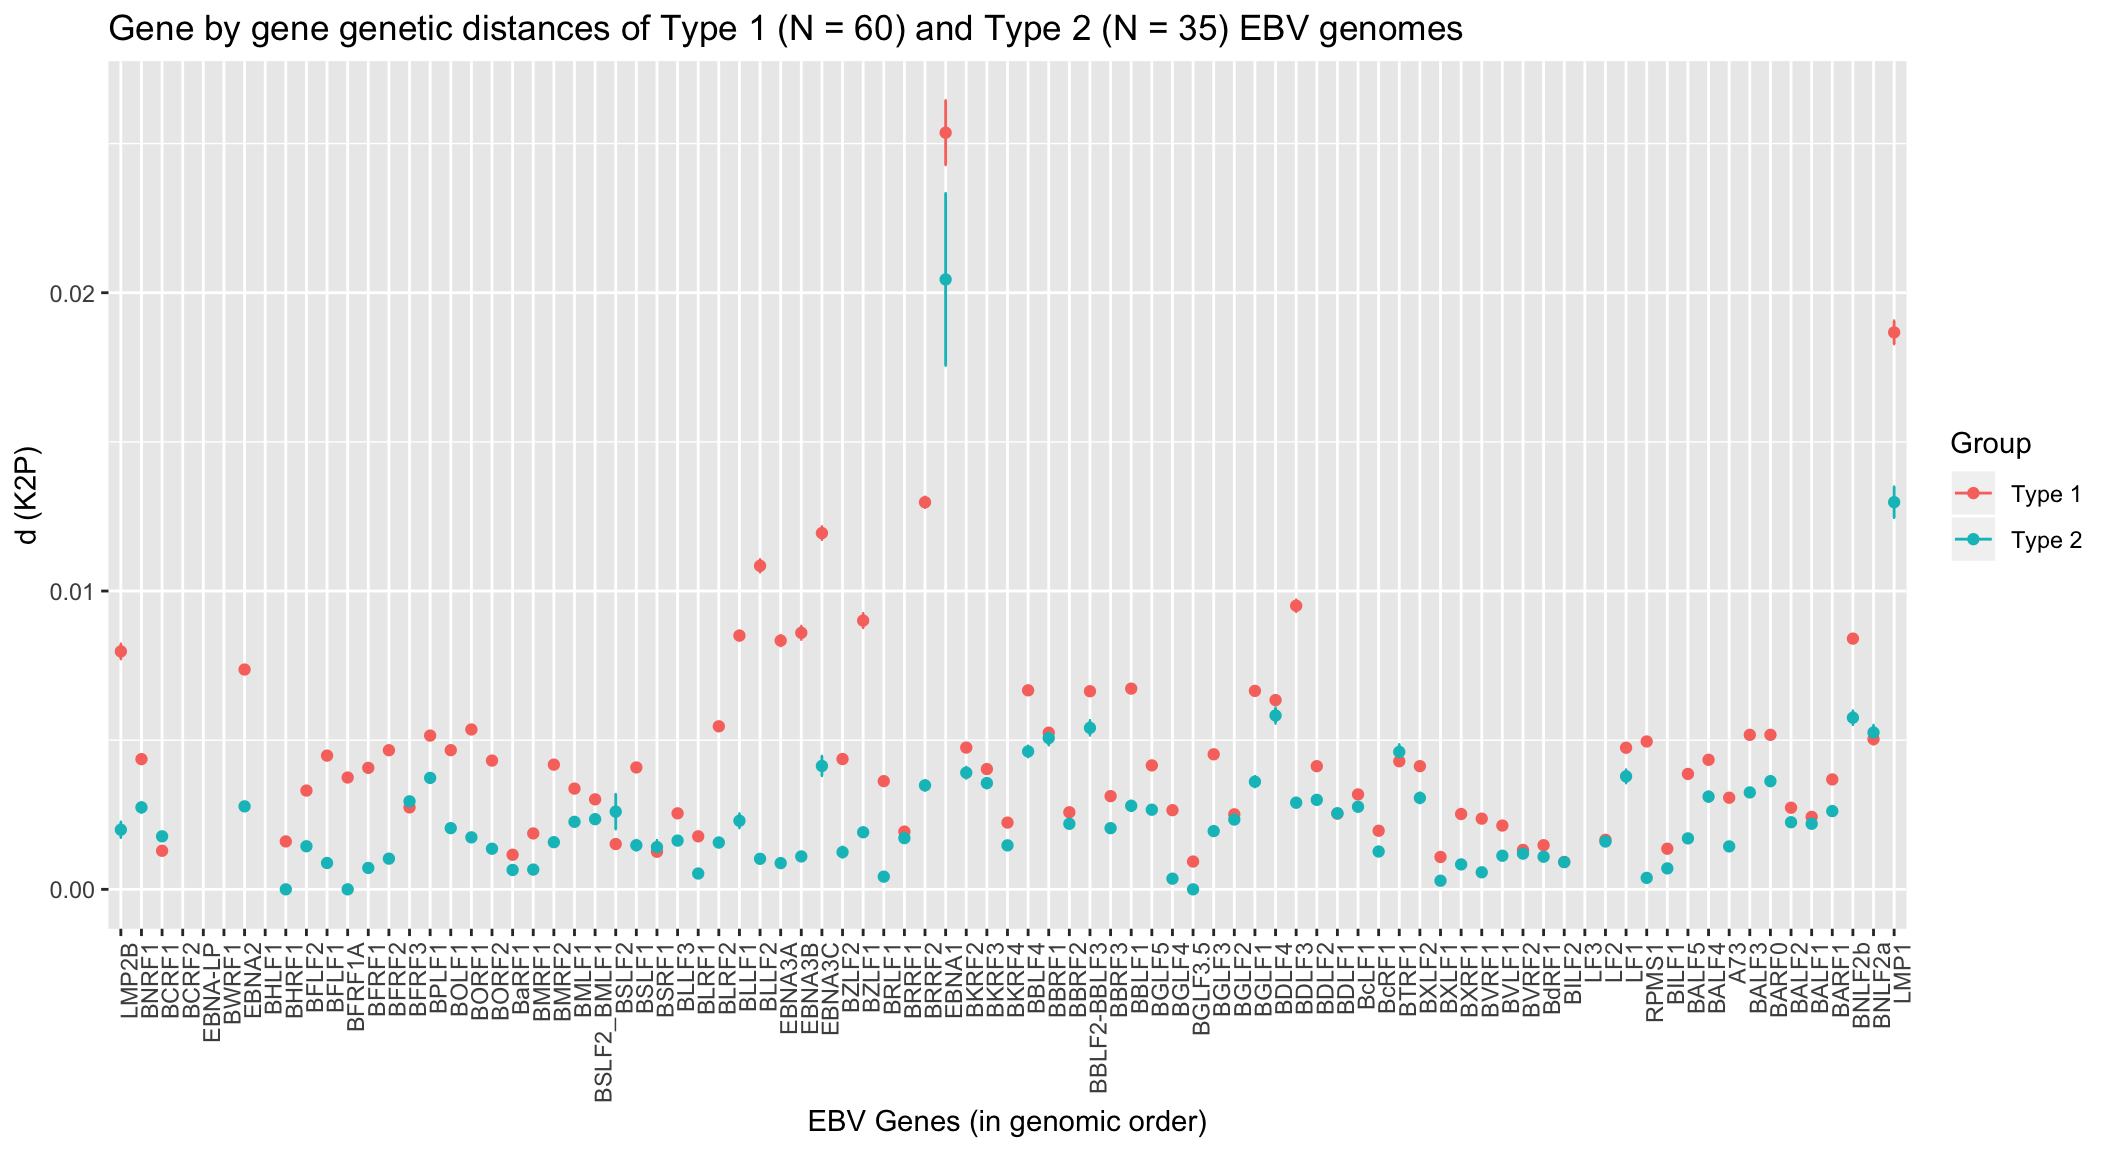 Gene by gene genetic distances of Type 1 (N = 60) and Type 2 (N = 35) EBV genomes
d (K2P)
0.02
0.01
0.00
LMP2B
BNRF1
BCRF1
BCRF2
EBNA-LP
BWRF1
EBNA2
BHLF1
BHRF1
BFLF2
BFLF1
BFRF1A
BFRF1
BFRF2
BFRF3
BPLF1
BOLF1
BORF1
BORF2
BaRF1
BMRF1
BMRF2
BMLF1
BSLF2_BMLF1
BSLF2
BSLF1
BSRF1
BLLF3
BLRF1
BLRF2
BLLF1
BLLF2
EBNA3A
EBNA3B
EBNA3C
BZLF2
BZLF1
BRLF1
BRRF1
BRRF2
EBNA1
BKRF2
BKRF3
BKRF4
BBLF4
BBRF1
BBRF2
BBLF2-BBLF3
BBRF3
BBLF1
BGLF5
BGLF4
BGLF3.5
BGLF3
BGLF2
BGLF1
BDLF4
BDLF3
BDLF2
BDLF1
BcLF1
BcRF1
BTRF1
BXLF2
BXLF1
BXRF1
BVRF1
BVLF1
BVRF2
BdRF1
BILF2
LF3
LF2
LF1
RPMS1
BILF1
BALF5
BALF4
A73
BALF3
BARF0
BALF2
BALF1
BARF1
BNLF2b
BNLF2a
LMP1
EBV Genes (in genomic order)
Group
Type 1
Type 2